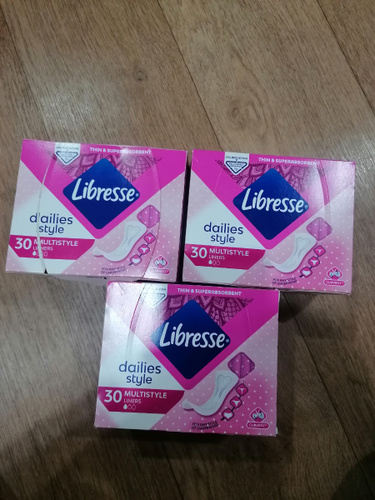 THIN & SUPERABSORBENT
Libresse
dailies
style
30 MULTISTYLE
LINERS
THIN & SUPERABSORBENT
Libresse
dailies
style
30 MULTISTYLE
LINERS
THIN & SUPERABSORBENT
Libresse
dailies
style
30 MULTISTYLE
LINERS